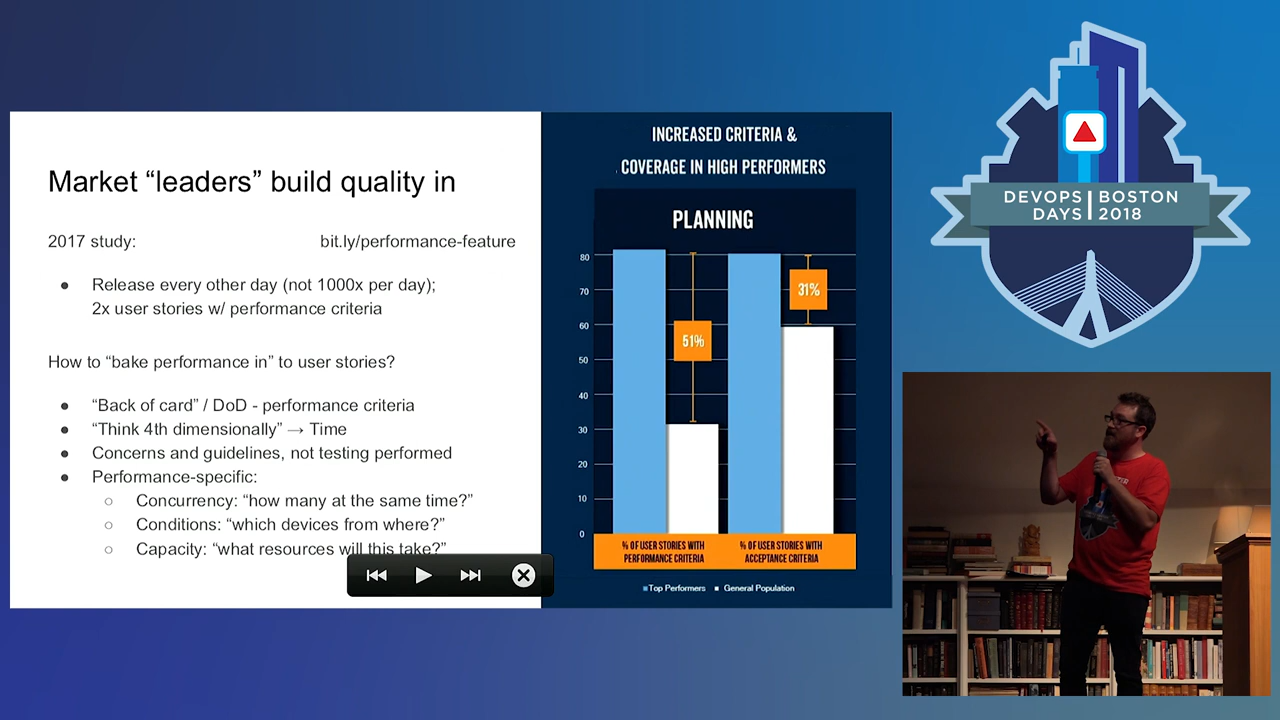 Market “leaders” build quality in
2017 study: bit.ly/performance-feature
● Release every other day (not 1000x per day);
2x user stories w/ performance criteria
How to “bake performance in” to user stories?
● “Back of card” / DoD - performance criteria
● “Think 4th dimensionally” → Time
● Concerns and guidelines, not testing performed
● Performance-specific:
○ Concurrency: “how many at the same time?”
○ Conditions: “which devices from where?”
○ Capacity: “what resources will this take?”
INCREASED CRITERIA &
COVERAGE IN HIGH PERFORMERS
PLANNING
80
70
60
50
40
30
20
10
0
51%
31%
% OF USER STORIES WITH
PERFORMANCE CRITERIA
% OF USER STORIES WITH
ACCEPTANCE CRITERIA
Top Performers General Population
DEVOPS BOSTON
DAYS 2018